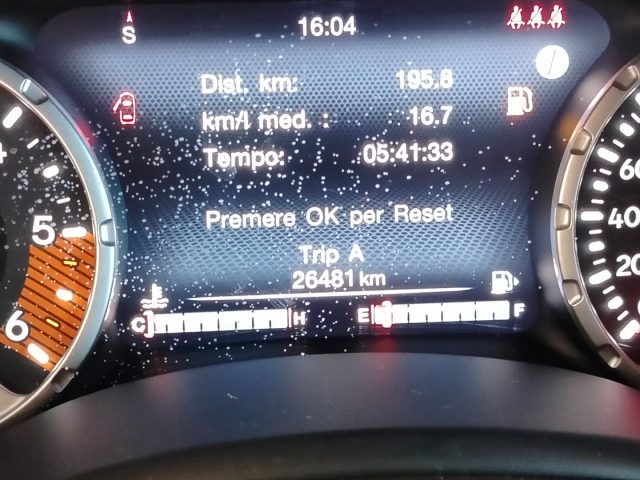 S
16:04
Dist. km: 195.8
km/l med. : 16.7
Tempo: 05:41:33
Premere OK per Reset
Trip A
26481 km
C H E F
5
6
60
40
20